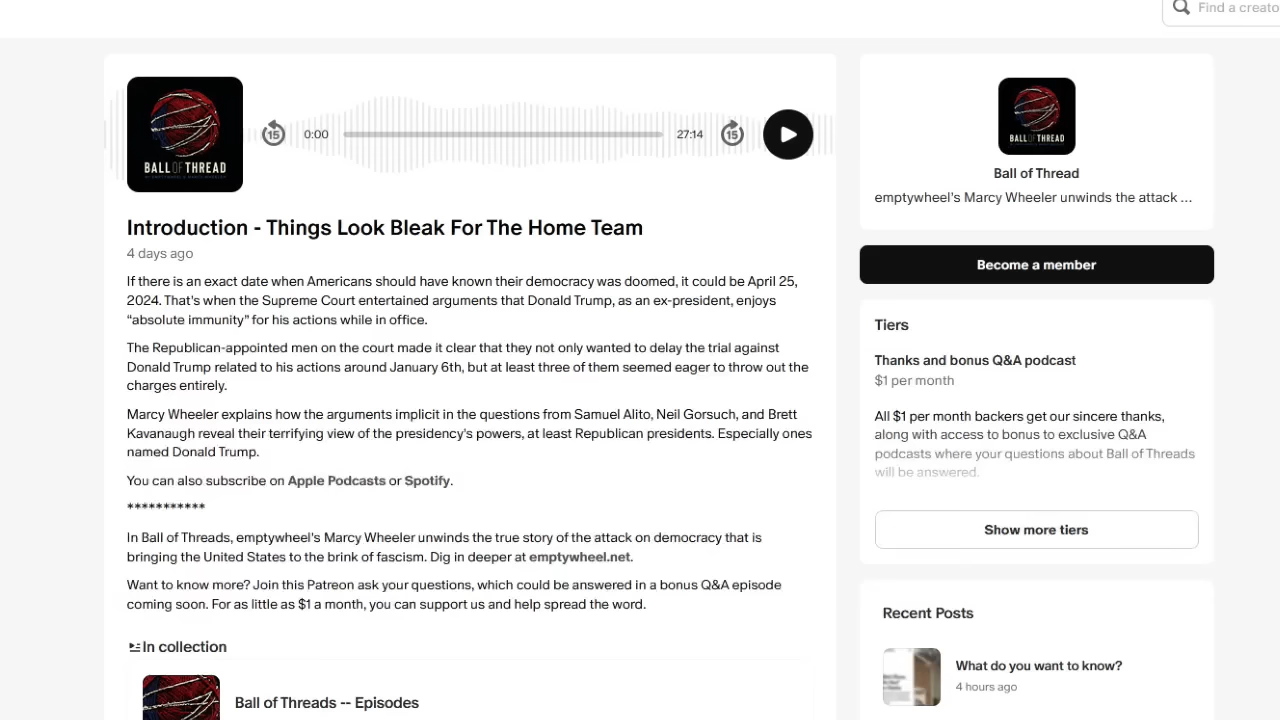 Find a creato
BALL OF THREAD
15
0:00
27:14
15
Introduction - Things Look Bleak For The Home Team
4 days ago
If there is an exact date when Americans should have known their democracy was doomed, it could be April 25,
2024. That's when the Supreme Court entertained arguments that Donald Trump, as an ex-president, enjoys
“absolute immunity” for his actions while in office.
The Republican-appointed men on the court made it clear that they not only wanted to delay the trial against
Donald Trump related to his actions around January 6th, but at least three of them seemed eager to throw out the
charges entirely.
Marcy Wheeler explains how the arguments implicit in the questions from Samuel Alito, Neil Gorsuch, and Brett
Kavanaugh reveal their terrifying view of the presidency's powers, at least Republican presidents. Especially ones
named Donald Trump.
You can also subscribe on Apple Podcasts or Spotify.
***********
In Ball of Threads, emptywheel's Marcy Wheeler unwinds the true story of the attack on democracy that is
bringing the United States to the brink of fascism. Dig in deeper at emptywheel.net.
Want to know more? Join this Patreon ask your questions, which could be answered in a bonus Q&A episode
coming soon. For as little as $1 a month, you can support us and help spread the word.
In collection
Ball of Threads -- Episodes
BALL OF THREAD
Ball of Thread
emptywheel's Marcy Wheeler unwinds the attack ...
Become a member
Tiers
Thanks and bonus Q&A podcast
$1 per month
All $1 per month backers get our sincere thanks,
along with access to bonus to exclusive Q&A
podcasts where your questions about Ball of Threads
will be answered.
Show more tiers
Recent Posts
What do you want to know?
4 hours ago